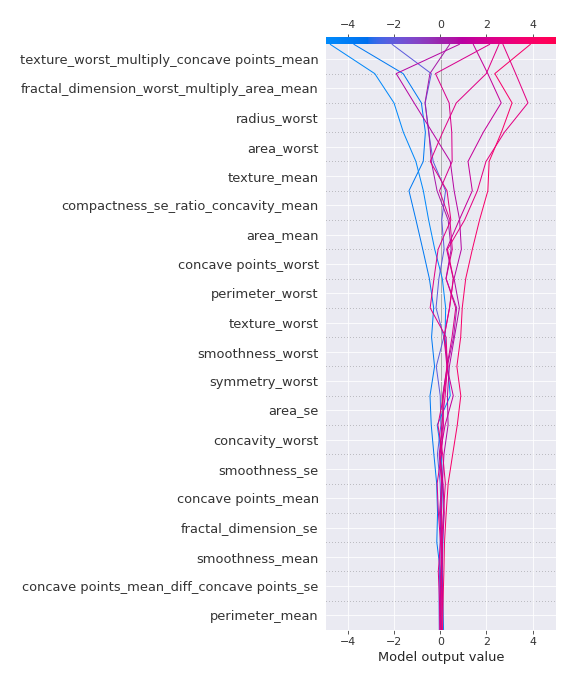 −4 −2 0 2 4
texture_worst_multiply_concave points_mean
fractal_dimension_worst_multiply_area_mean
radius_worst
area_worst
texture_mean
compactness_se_ratio_concavity_mean
area_mean
concave points_worst
perimeter_worst
texture_worst
smoothness_worst
symmetry_worst
area_se
concavity_worst
smoothness_se
concave points_mean
fractal_dimension_se
smoothness_mean
concave points_mean_diff_concave points_se
perimeter_mean
−4 −2 0 2 4
Model output value